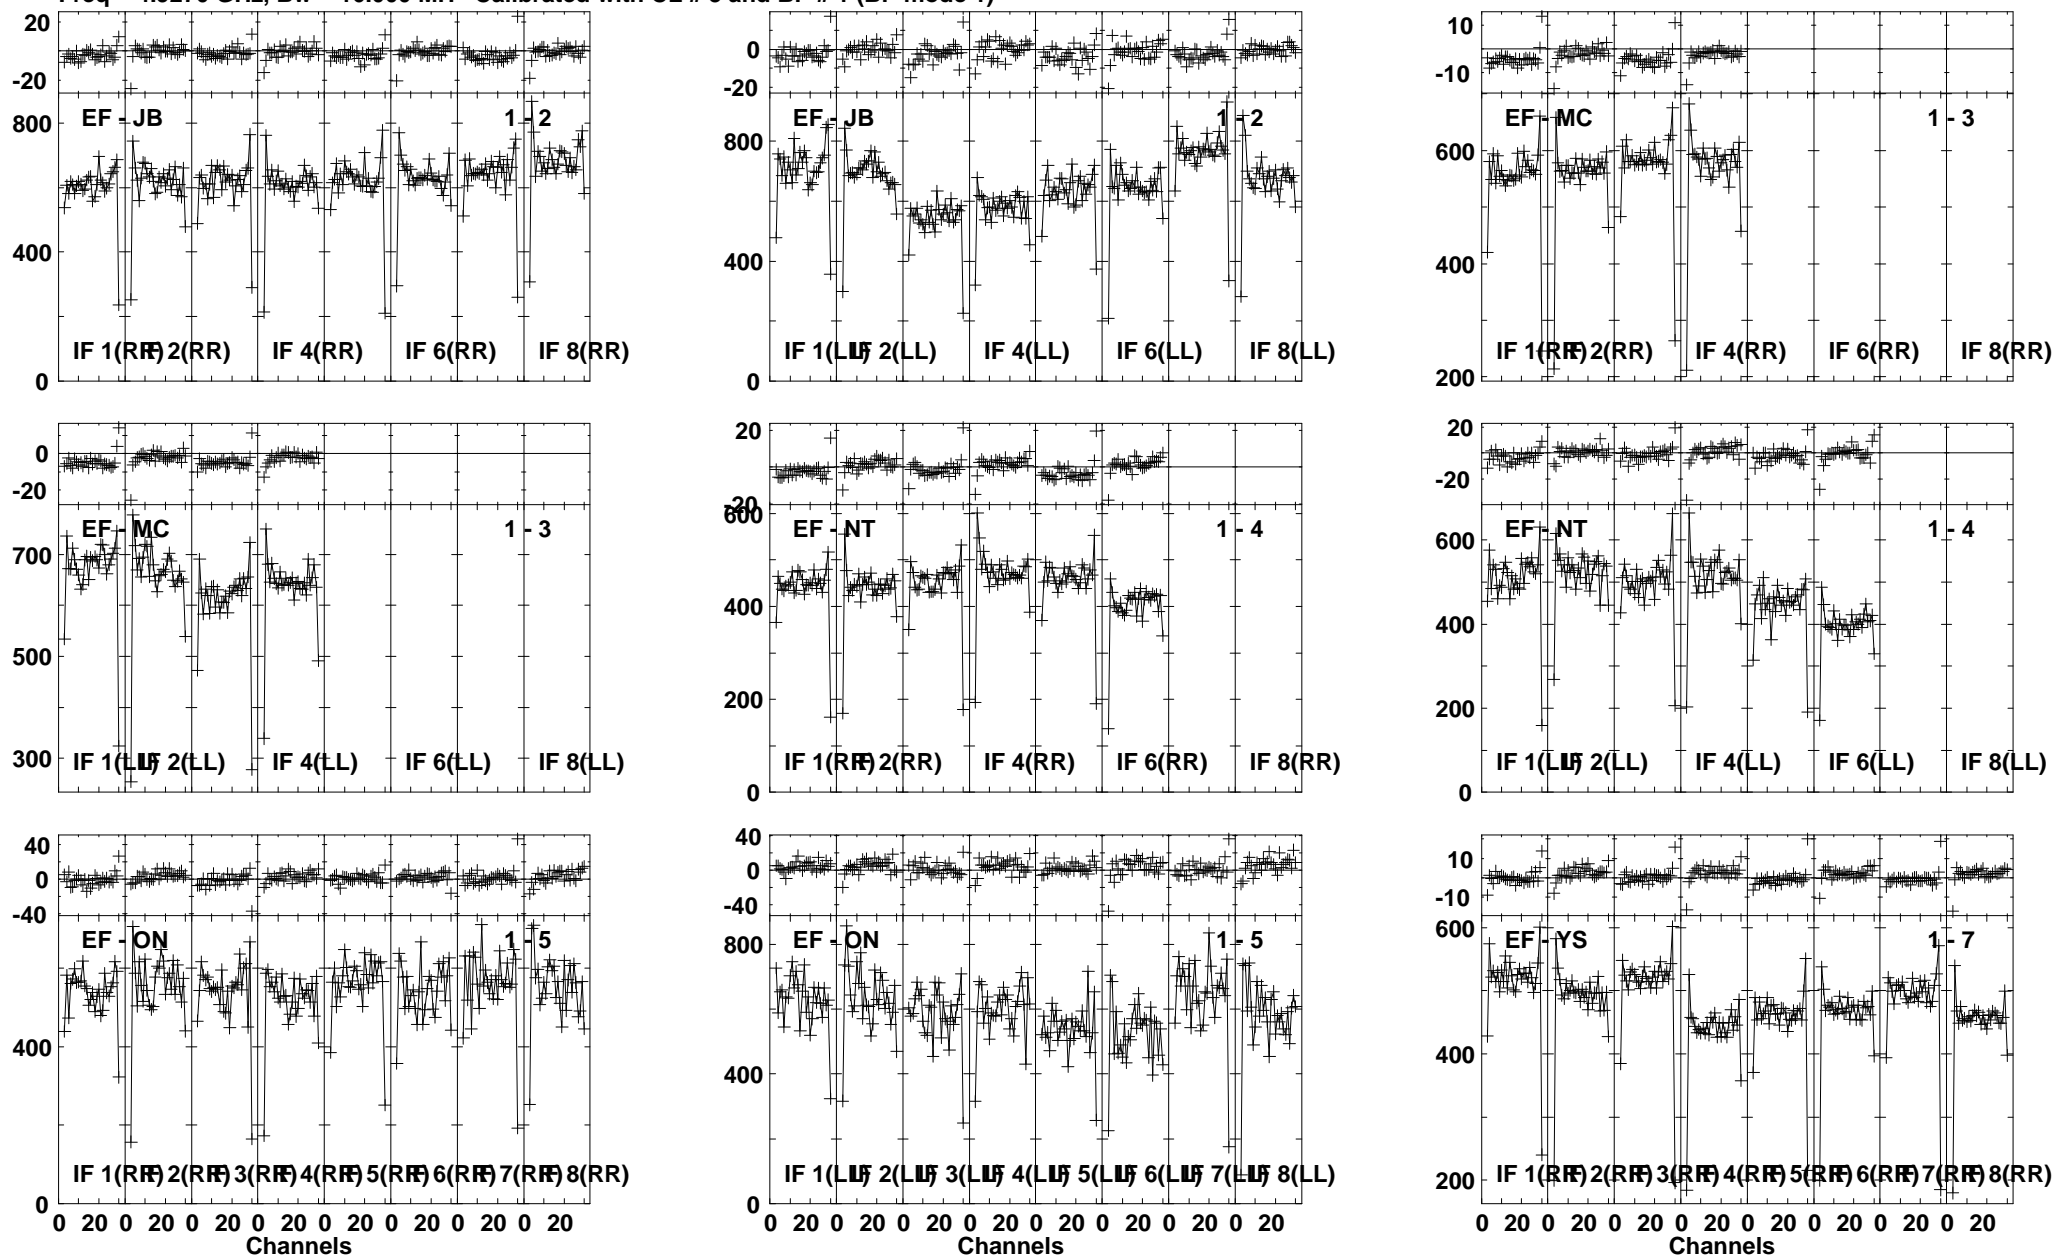 20
0
-20
EF - JB
1 - 2
800
400
0
IF 1(RR)
IF 2(RR)
IF 4(RR)
IF 6(RR)
IF 8(RR)
0
-20
EF - JB
1 - 2
800
400
0
IF 1(LL)
IF 2(LL)
IF 4(LL)
IF 6(LL)
IF 8(LL)
10
-10
EF - MC
1 - 3
600
400
200
IF 1(RR)
IF 2(RR)
IF 4(RR)
IF 6(RR)
IF 8(RR)
0
-20
EF - MC
1 - 3
700
500
300
IF 1(LL)
IF 2(LL)
IF 4(LL)
IF 6(LL)
IF 8(LL)
20
-20
EF - NT
1 - 4
600
400
200
0
IF 1(RR)
IF 2(RR)
IF 4(RR)
IF 6(RR)
IF 8(RR)
20
0
-20
EF - NT
1 - 4
600
400
200
0
IF 1(LL)
IF 2(LL)
IF 4(LL)
IF 6(LL)
IF 8(LL)
40
0
-40
EF - ON
1 - 5
400
0
IF 1(RR)
IF 2(RR)
IF 3(RR)
IF 4(RR)
IF 5(RR)
IF 6(RR)
IF 7(RR)
IF 8(RR)
0 20 0 20 0 20 0 20 0 20 0 20 0 20 0 20
Channels
40
0
-40
EF - ON
1 - 5
800
400
0
IF 1(LL)
IF 2(LL)
IF 3(LL)
IF 4(LL)
IF 5(LL)
IF 6(LL)
IF 7(LL)
IF 8(LL)
0 20 0 20 0 20 0 20 0 20 0 20 0 20 0 20
Channels
10
-10
EF - YS
1 - 7
600
400
200
IF 1(RR)
IF 2(RR)
IF 3(RR)
IF 4(RR)
IF 5(RR)
IF 6(RR)
IF 7(RR)
IF 8(RR)
0 20 0 20 0 20 0 20 0 20 0 20 0 20 0 20
Channels